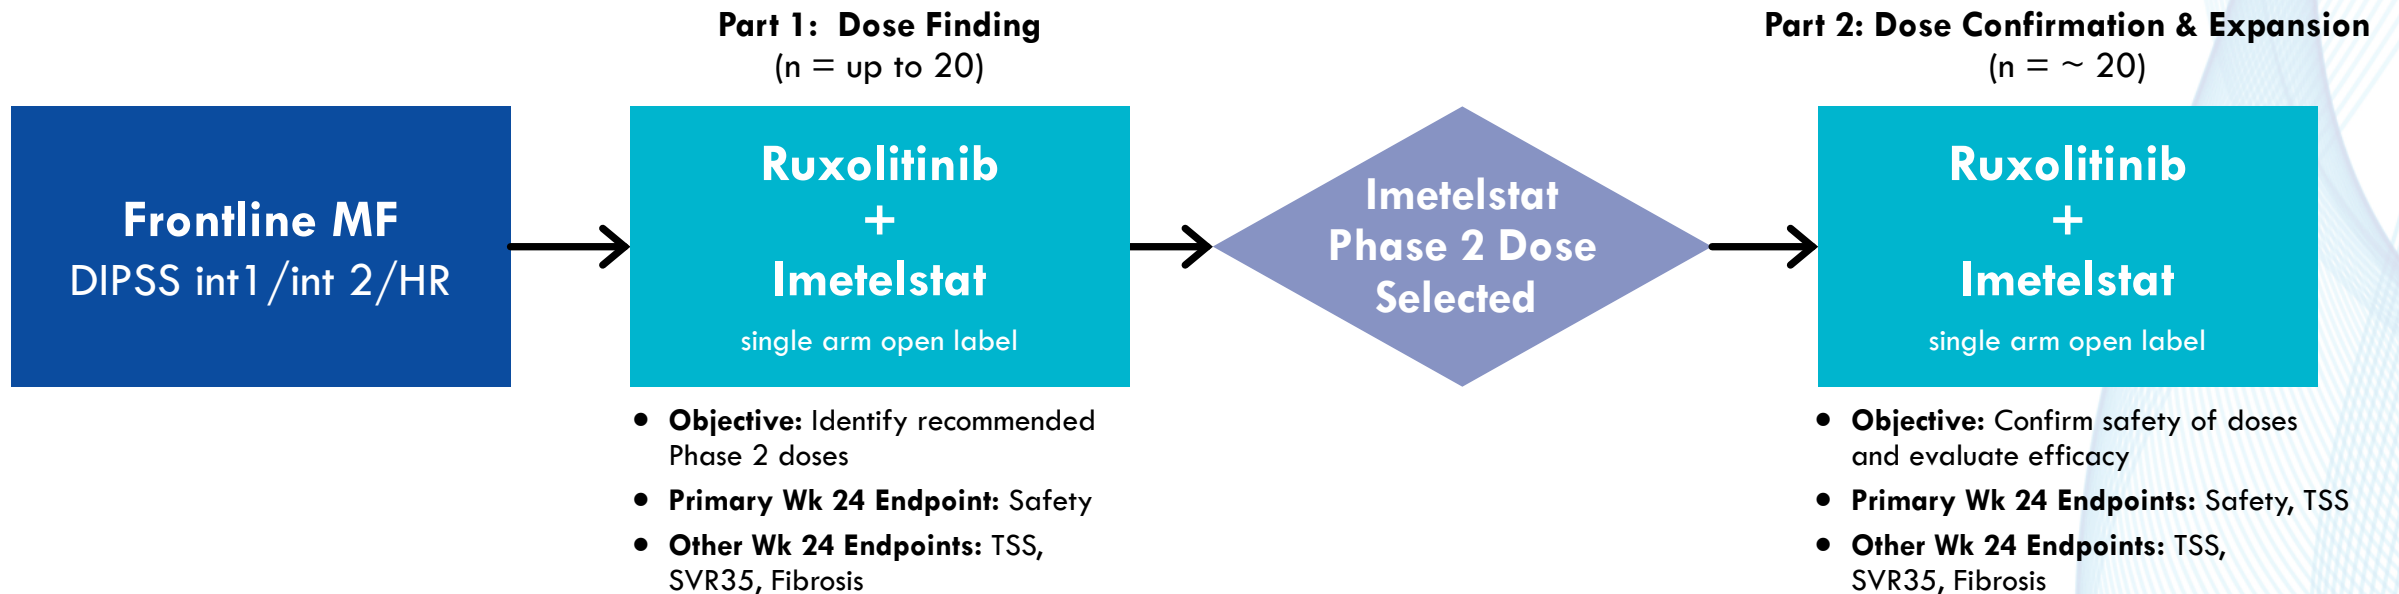 Part 1: Dose Finding
(n = up to 20)
Part 2: Dose Confirmation & Expansion
(n = ~ 20)
Frontline MF
DIPSS int1/int 2/HR
Ruxolitinib
+
Imetelstat
single arm open label
Imetelstat
Phase 2 Dose
Selected
Ruxolitinib
+
Imetelstat
single arm open label
• Objective: Identify recommended
Phase 2 doses
• Primary Wk 24 Endpoint: Safety
• Other Wk 24 Endpoints: TSS,
SVR35, Fibrosis
• Objective: Confirm safety of doses
and evaluate efficacy
• Primary Wk 24 Endpoints: Safety, TSS
• Other Wk 24 Endpoints: TSS,
SVR35, Fibrosis